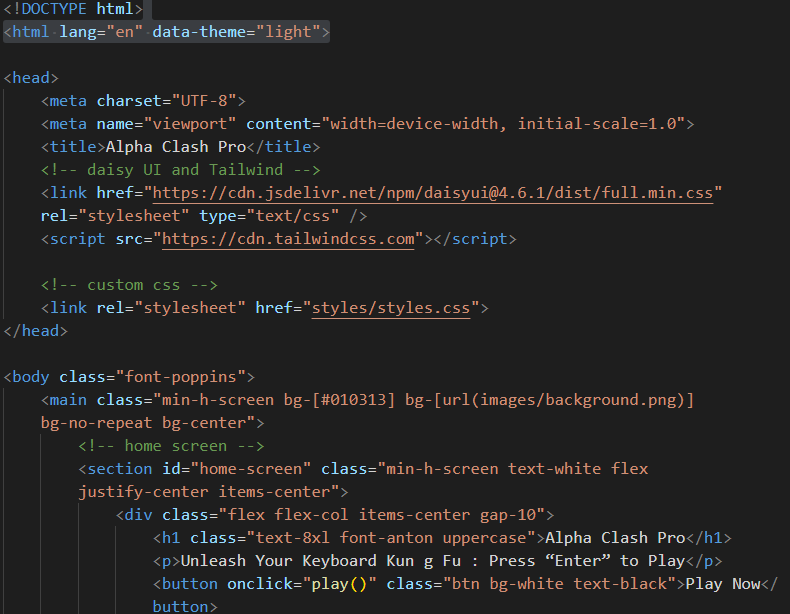 <!DOCTYPE html>
<html lang="en" data-theme="light">
<head>
<meta charset="UTF-8">
<meta name="viewport" content="width=device-width, initial-scale=1.0">
<title>Alpha Clash Pro</title>
<!-- daisy UI and Tailwind -->
<link href="https://cdn.jsdelivr.net/npm/daisyui@4.6.1/dist/full.min.css"
rel="stylesheet" type="text/css" />
<script src="https://cdn.tailwindcss.com"></script>
<!-- custom css -->
<link rel="stylesheet" href="styles/styles.css">
</head>
<body class="font-poppins">
<main class="min-h-screen bg-[#010313] bg-[url(images/background.png)]
bg-no-repeat bg-center">
<!-- home screen -->
<section id="home-screen" class="min-h-screen text-white flex
justify-center items-center">
<div class="flex flex-col items-center gap-10">
<h1 class="text-8xl font-anton uppercase">Alpha Clash Pro</h1>
<p>Unleash Your Keyboard Kun g Fu : Press “Enter” to Play</p>
<button onclick="play()" class="btn bg-white text-black">Play Now</
button>